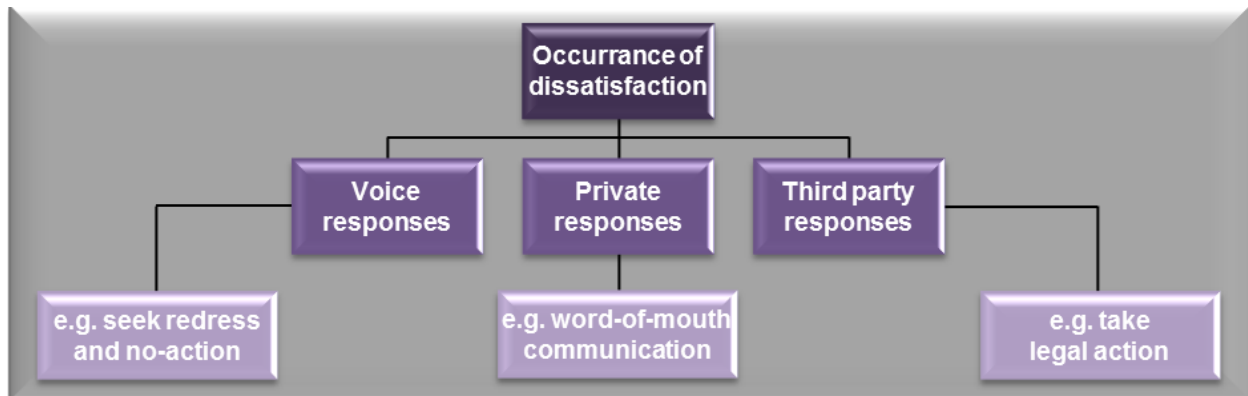 Occurrance of
dissatisfaction
Voice
responses
Private
responses
Third party
responses
e.g. seek redress
and no-action
e.g. word-of-mouth
communication
e.g. take
legal action